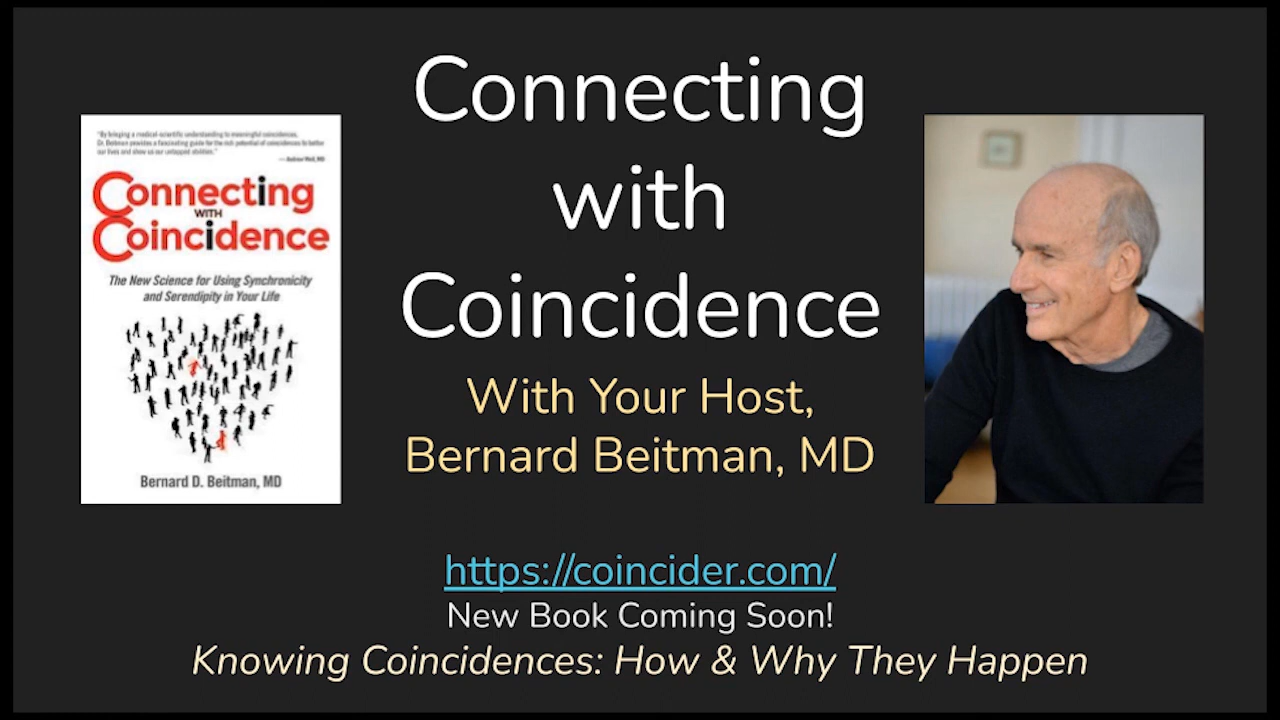 Connecting
with
Coincidence
With Your Host,
Bernard Beitman, MD
"By bringing a medical-scientific understanding to meaningful coincidences,
Dr. Beitman provides a fascinating guide for the rich potential of coincidences to better
our lives and show us our untapped abilities."
— Andrew Weil, MD
Connecting
WITH
Coincidence
The New Science for Using Synchronicity
and Serendipity in Your Life
Bernard D. Beitman, MD
https://coincider.com/
New Book Coming Soon!
Knowing Coincidences: How & Why They Happen